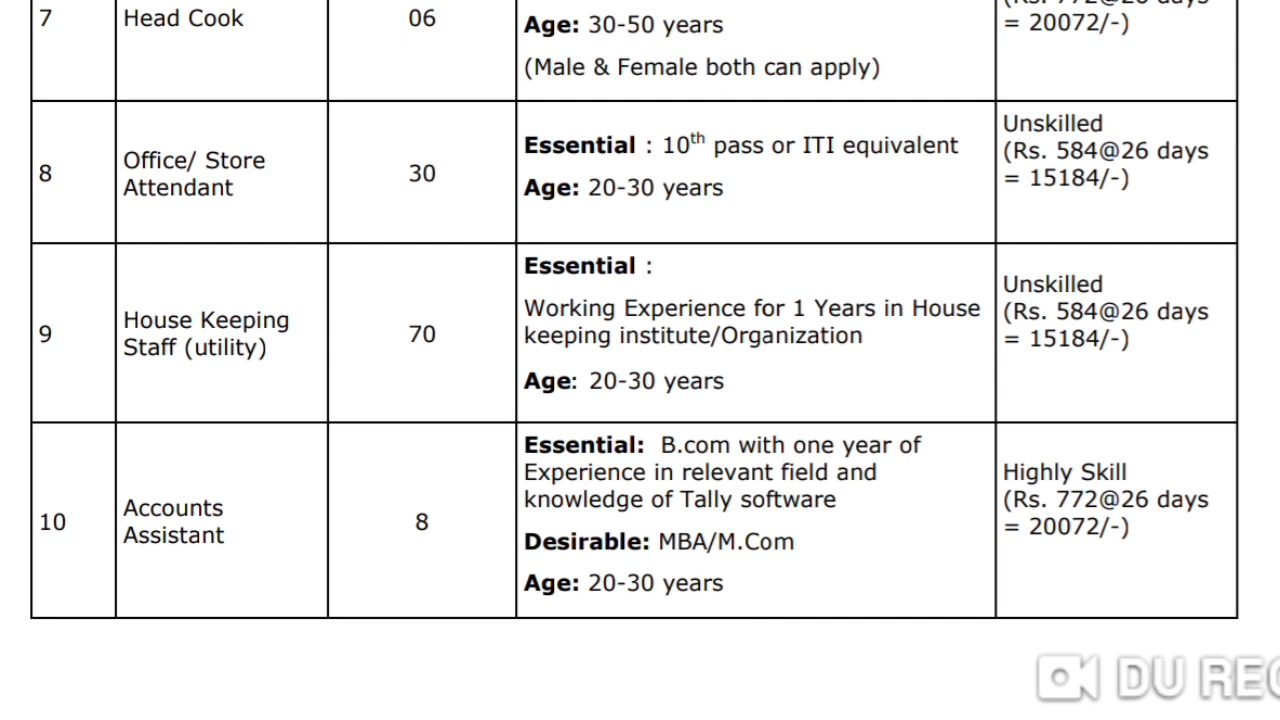 7
Head Cook
06
Age: 30-50 years
(Male & Female both can apply)
= 20072/-)
8
Office/ Store
Attendant
30
Essential : 10th pass or ITI equivalent
Age: 20-30 years
Unskilled
(Rs. 584@26 days
= 15184/-)
9
House Keeping
Staff (utility)
70
Essential :
Working Experience for 1 Years in House
keeping institute/Organization
Age: 20-30 years
Unskilled
(Rs. 584@26 days
= 15184/-)
10
Accounts
Assistant
8
Essential: B.com with one year of
Experience in relevant field and
knowledge of Tally software
Desirable: MBA/M.Com
Age: 20-30 years
Highly Skill
(Rs. 772@26 days
= 20072/-)
DU REC